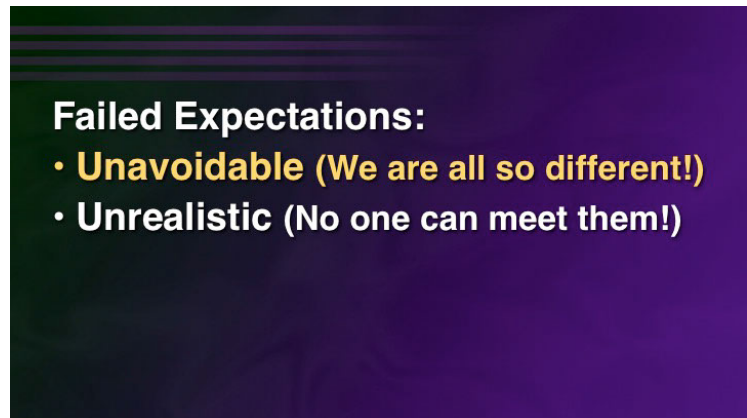 Failed Expectations:
• Unavoidable (We are all so different!)
• Unrealistic (No one can meet them!)